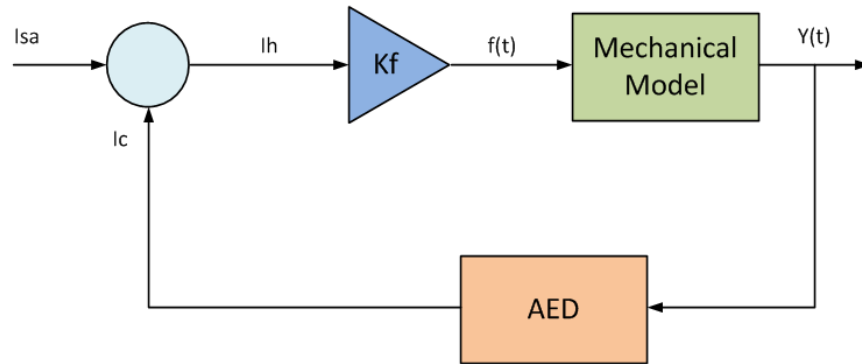 Isa
Ih
Kf
f(t)
Mechanical
Model
Y(t)
Ic
AED